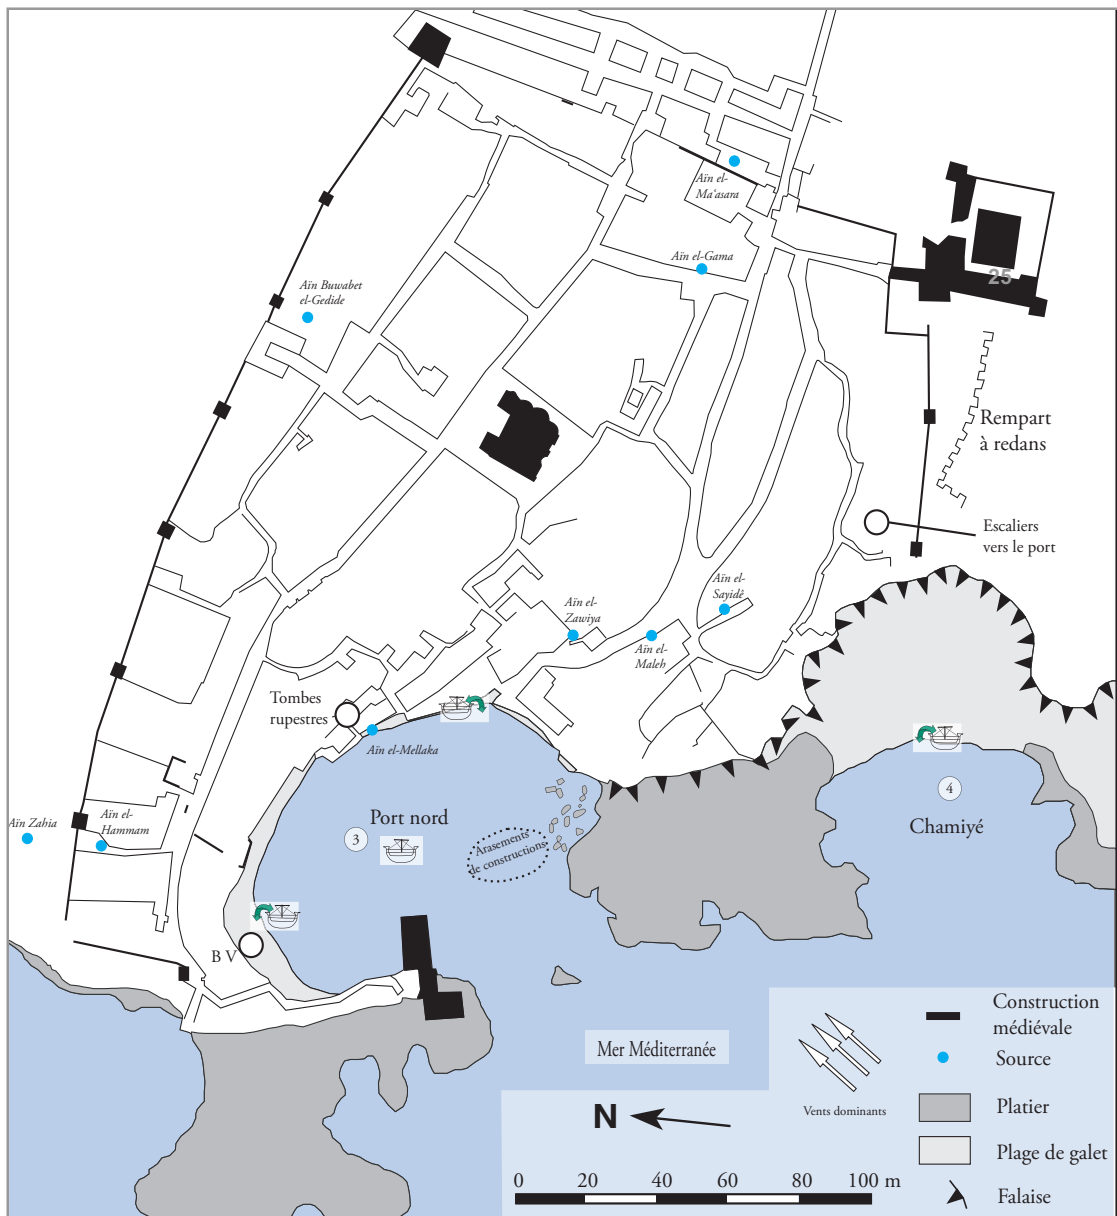 Aïn el-
Ma'asara
Aïn el-Gama
25
Aïn Buwabet
el-Gedide
Rempart
à redans
Escaliers
vers le port
Aïn el-
Sayidè
Aïn el-
Zawiya
Aïn el-
Maleh
Tombes
rupestres
Aïn el-Mellaka
4
Chamiyé
Port nord
3
Arasements
de constructions
Aïn el-
Hammam
Aïn Zahia
B V
Mer Méditerranée
Construction
médiévale
Source
Vents dominants
Platier
Plage de galet
Falaise
N
0 20 40 60 80 100 m